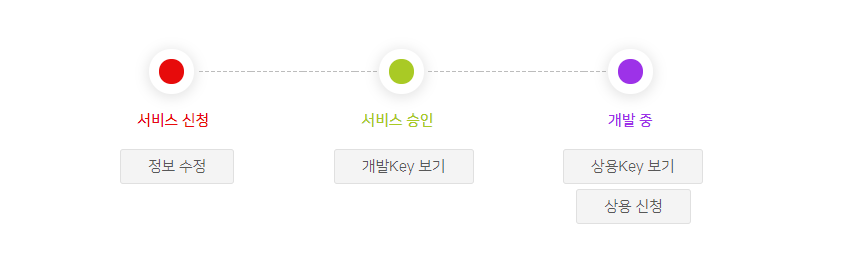 서비스 신청
서비스 승인
개발 중
정보 수정
개발Key 보기
상용Key 보기
상용 신청